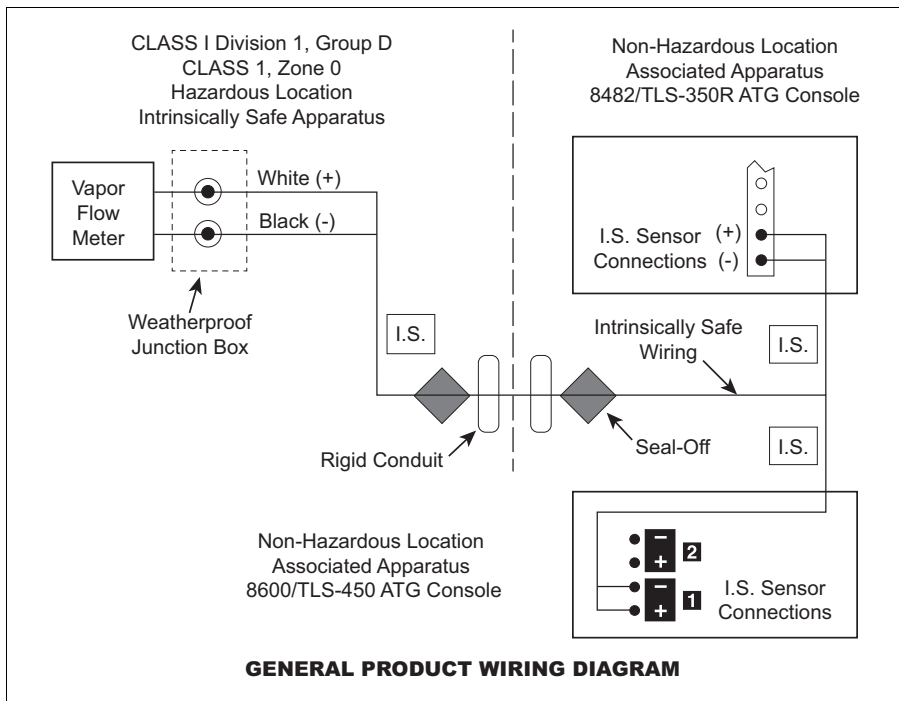 CLASS I Division 1, Group D
CLASS 1, Zone 0
Hazardous Location
Intrinsically Safe Apparatus
Non-Hazardous Location
Associated Apparatus
8482/TLS-350R ATG Console
Vapor
Flow
Meter
White (+)
Black (-)
Weatherproof
Junction Box
I.S.
I.S. Sensor
Connections
(+)
(-)
Intrinsically Safe
Wiring
I.S.
Rigid Conduit
Seal-Off
I.S.
Non-Hazardous Location
Associated Apparatus
8600/TLS-450 ATG Console
− 
+
2
−
+
1
I.S. Sensor
Connections
GENERAL PRODUCT WIRING DIAGRAM